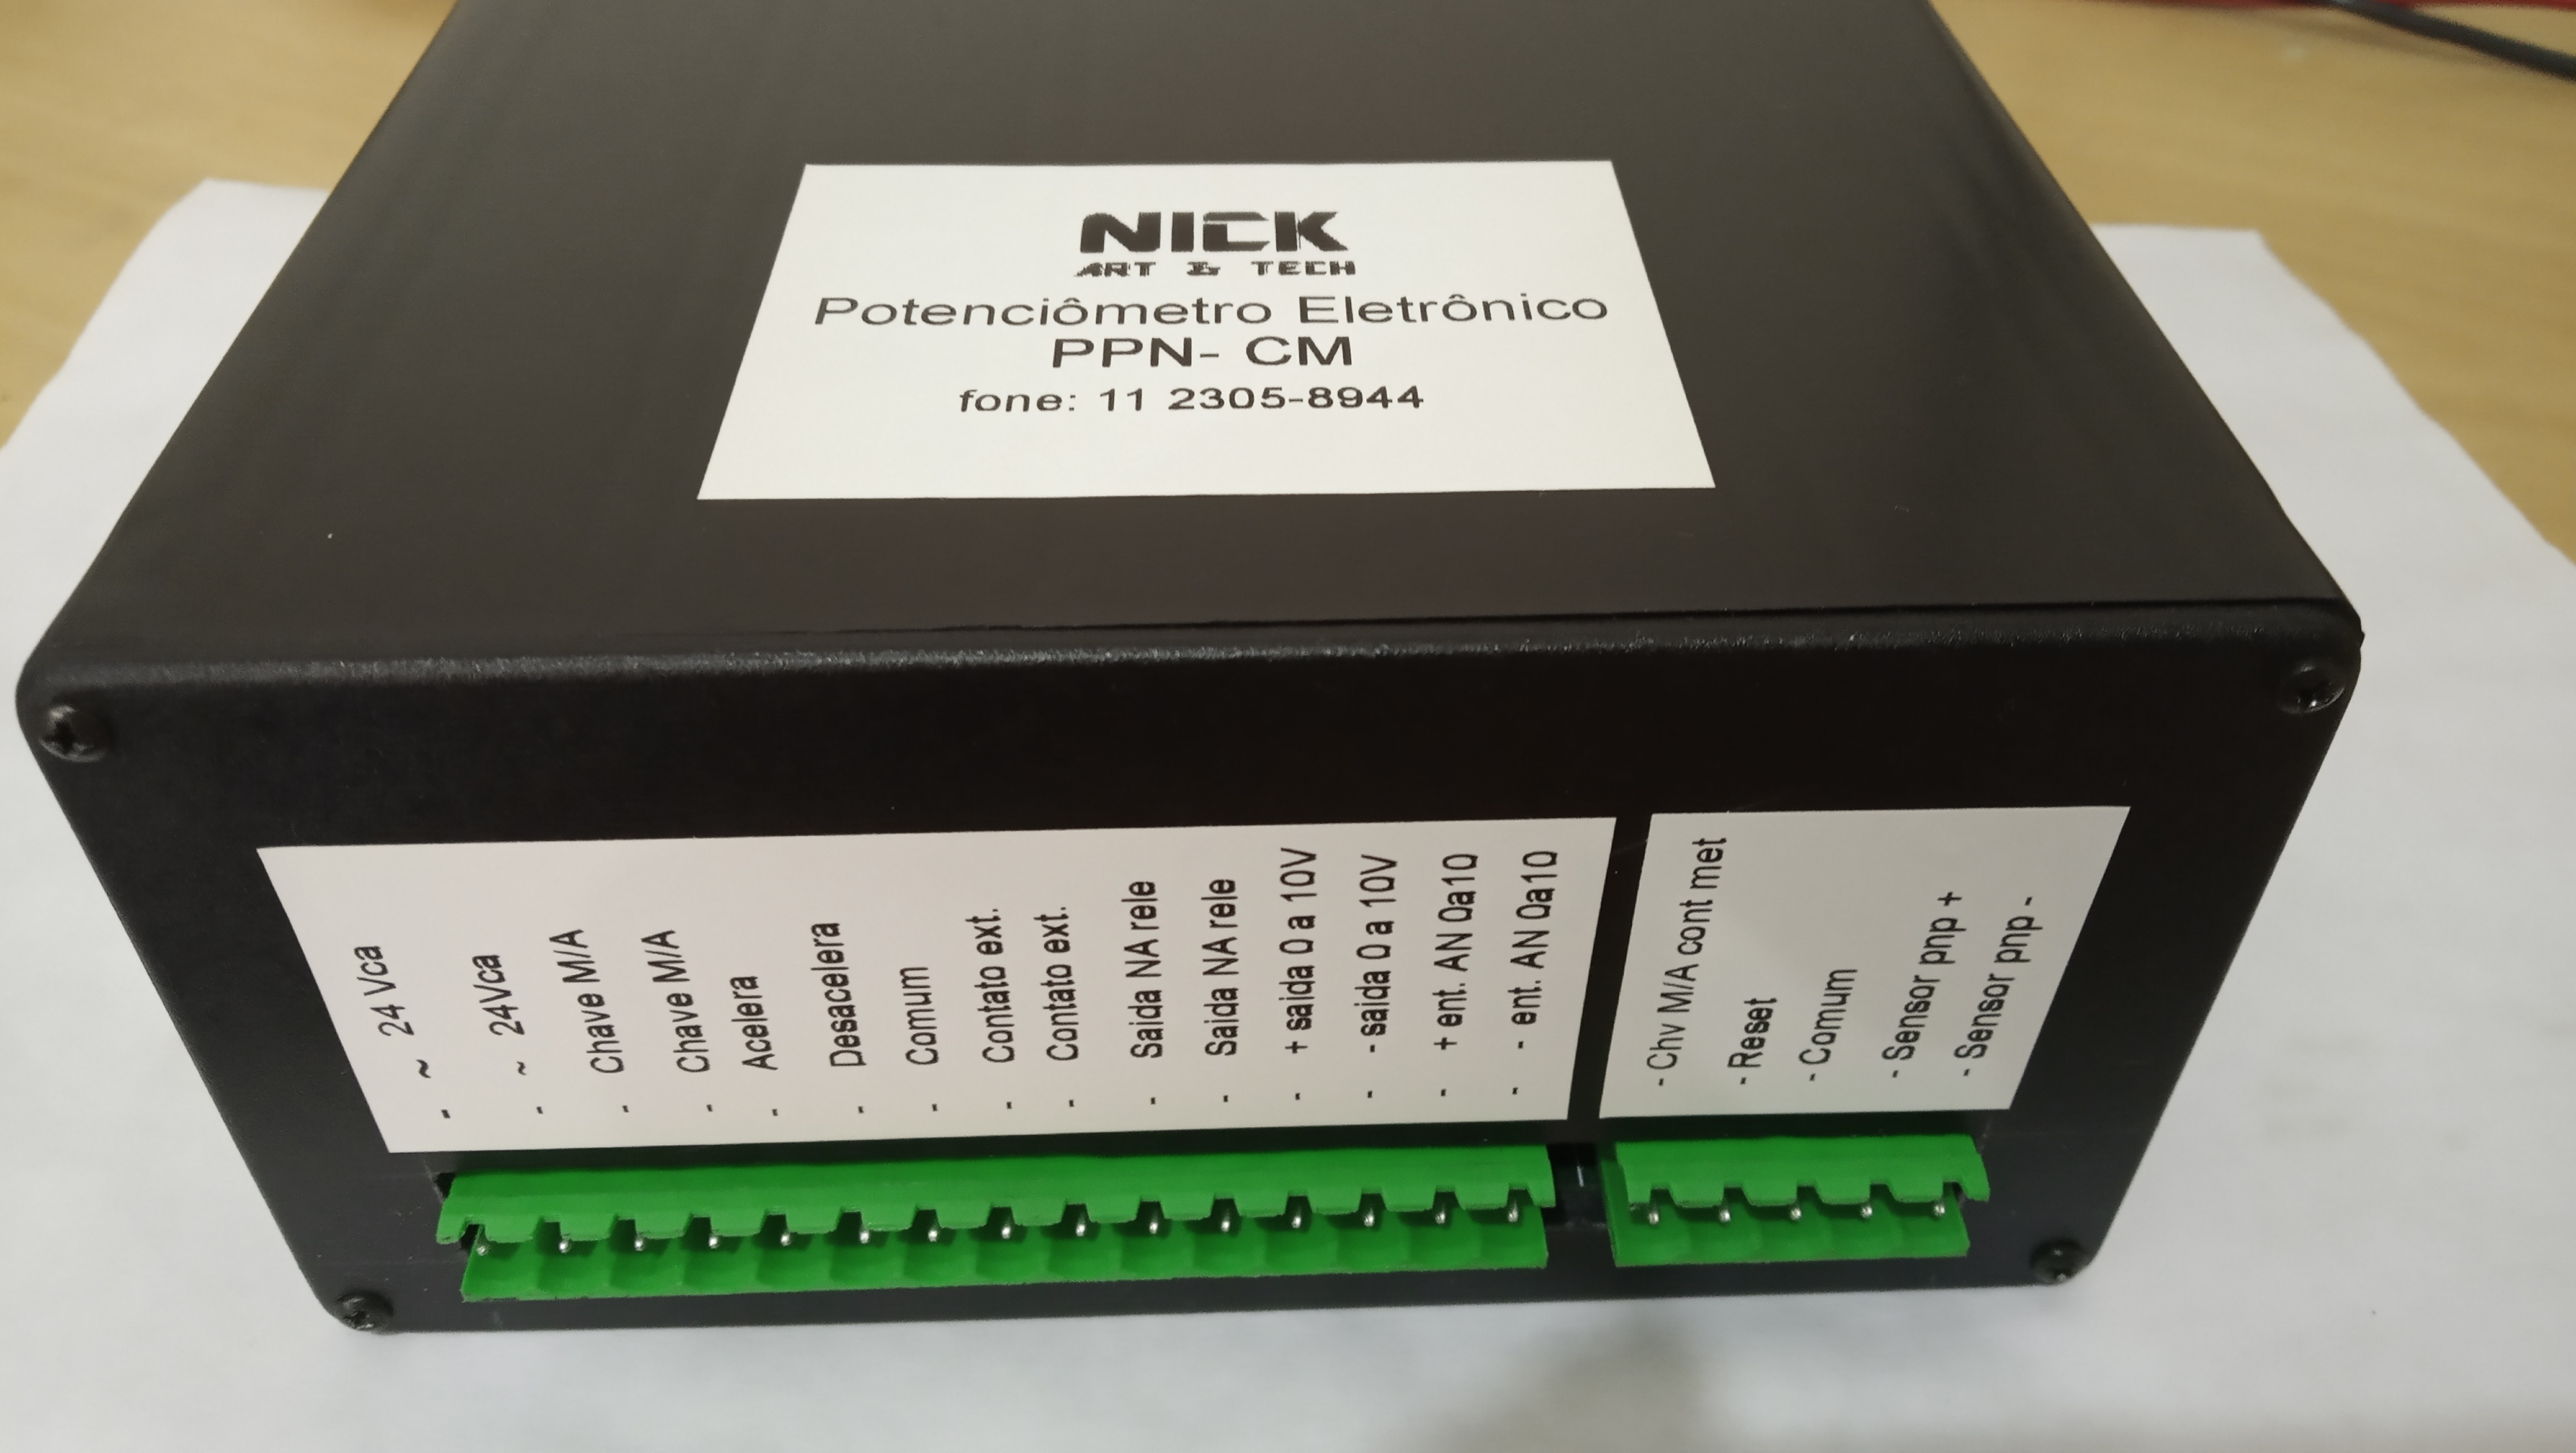 NICK
ART & TECH
Potenciômetro Eletrônico
PPN- CM
fone: 11 2305-8944
- ~ 24 Vca
- ~ 24Vca
- Chave M/A
- Chave M/A
- Acelera
- Desacelera
- Comum
- Contato ext.
- Contato ext.
- Saida NA rele
- Saida NA rele
- + saida 0 a 10V
- - saida 0 a 10V
- + ent. AN 0a10
- - ent. AN 0a10
- Chv M/A cont met
- Reset
- Comum
- Sensor pnp +
- Sensor pnp -